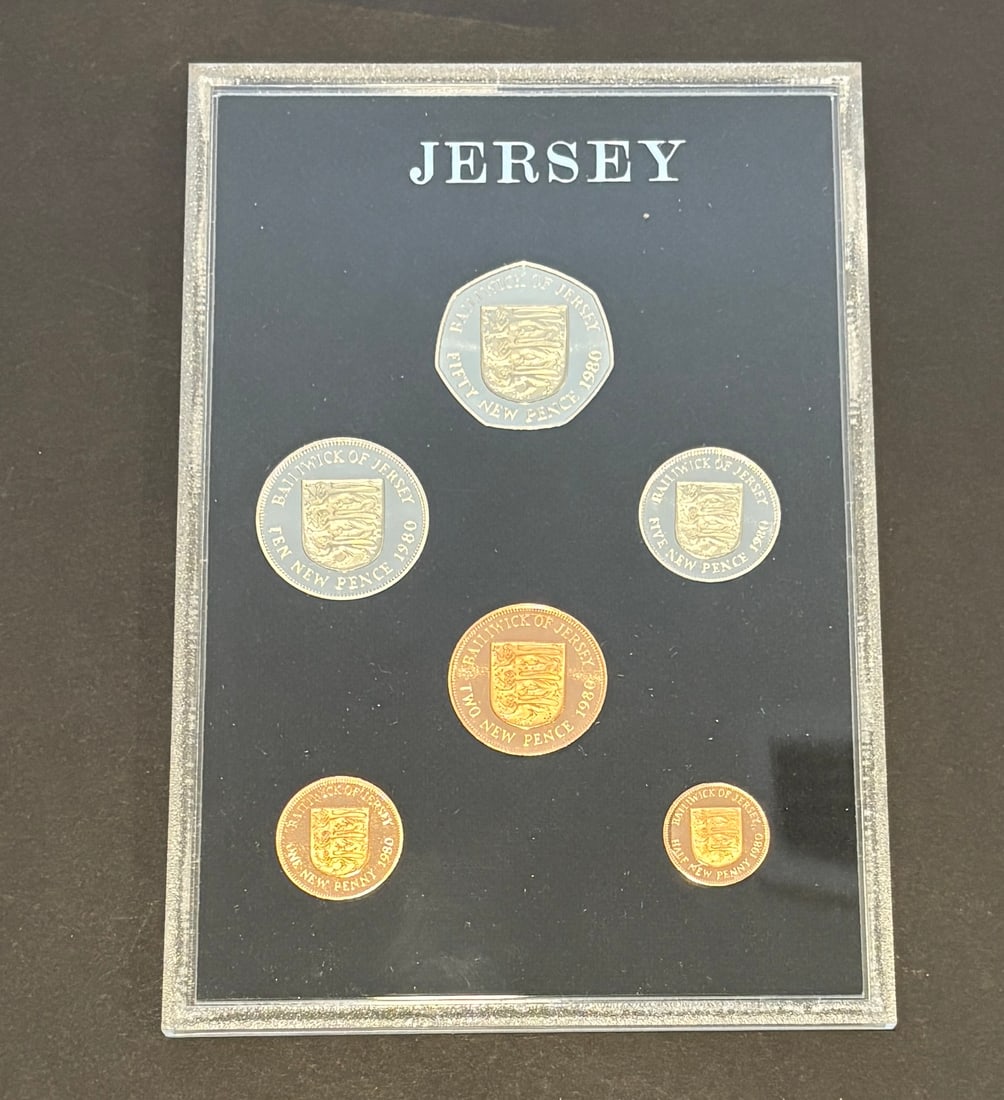 JERSEY
BAILIWICK OF JERSEY
FIFTY NEW PENCE 1980
BAILIWICK OF JERSEY
TEN NEW PENCE 1980
BAILIWICK OF JERSEY
FIVE NEW PENCE 1980
BAILIWICK OF JERSEY
TWO NEW PENCE 1980
BAILIWICK OF JERSEY
ONE NEW PENNY 1980
BAILIWICK OF JERSEY
HALF NEW PENNY 1980